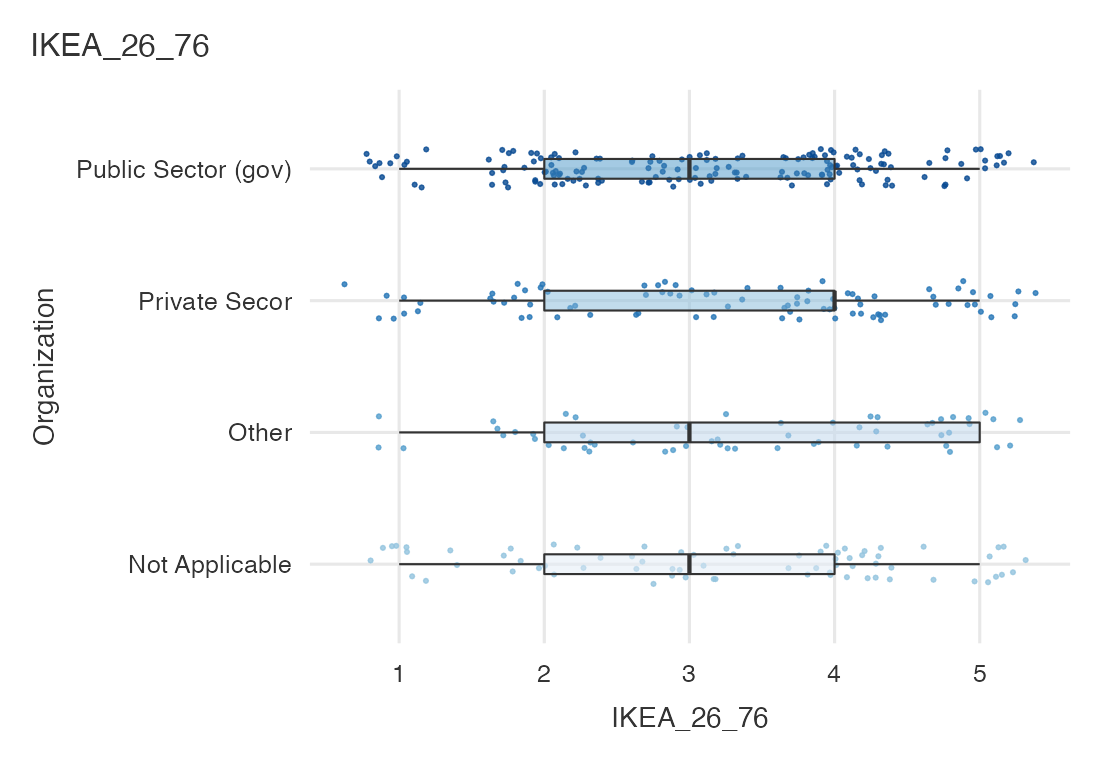 IKEA_26_76
Public Sector (gov)
Private Secor
Other
Not Applicable
Organization
1 2 3 4 5
IKEA_26_76